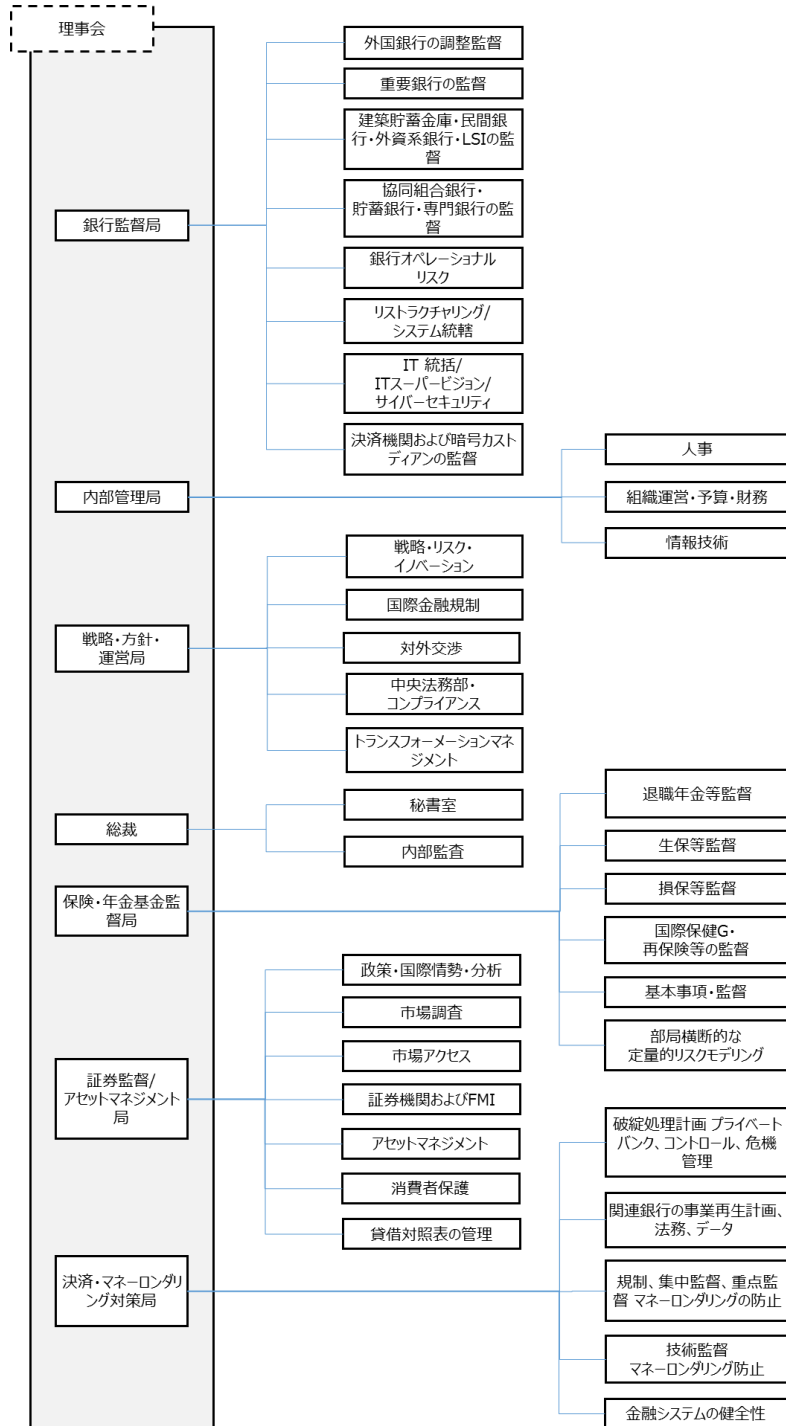 理事会
銀行監督局
外国銀行の調整監督
重要銀行の監督
建築貯蓄金庫・民間銀
行・外資系銀行・LSIの監
督
協同組合銀行・
貯蓄銀行・専門銀行の監
督
銀行オペレーショナル
リスク
リストラクチャリング/
システム統轄
IT 統括/
ITスーパービジョン/
サイバーセキュリティ
決済機関および暗号カスト
ディアンの監督
内部管理局
人事
組織運営・予算・財務
情報技術
戦略・方針・
運営局
戦略・リスク・
イノベーション
国際金融規制
対外交渉
中央法務部・
コンプライアンス
トランスフォーメーションマネ
ジメント
総裁
秘書室
内部監査
保険・年金基金監
督局
退職年金等監督
生保等監督
損保等監督
国際保健G・
再保険等の監督
基本事項・監督
部局横断的な
定量的リスクモデリング
証券監督/
アセットマネジメント
局
政策・国際情勢・分析
市場調査
市場アクセス
証券機関およびFMI
アセットマネジメント
消費者保護
貸借対照表の管理
決済・マネーロンダリ
ング対策局
破綻処理計画 プライベート
バンク、コントロール、危機
管理
関連銀行の事業再生計画、
法務、データ
規制、集中監督、重点監
督 マネーロンダリングの防止
技術監督
マネーロンダリング防止
金融システムの健全性